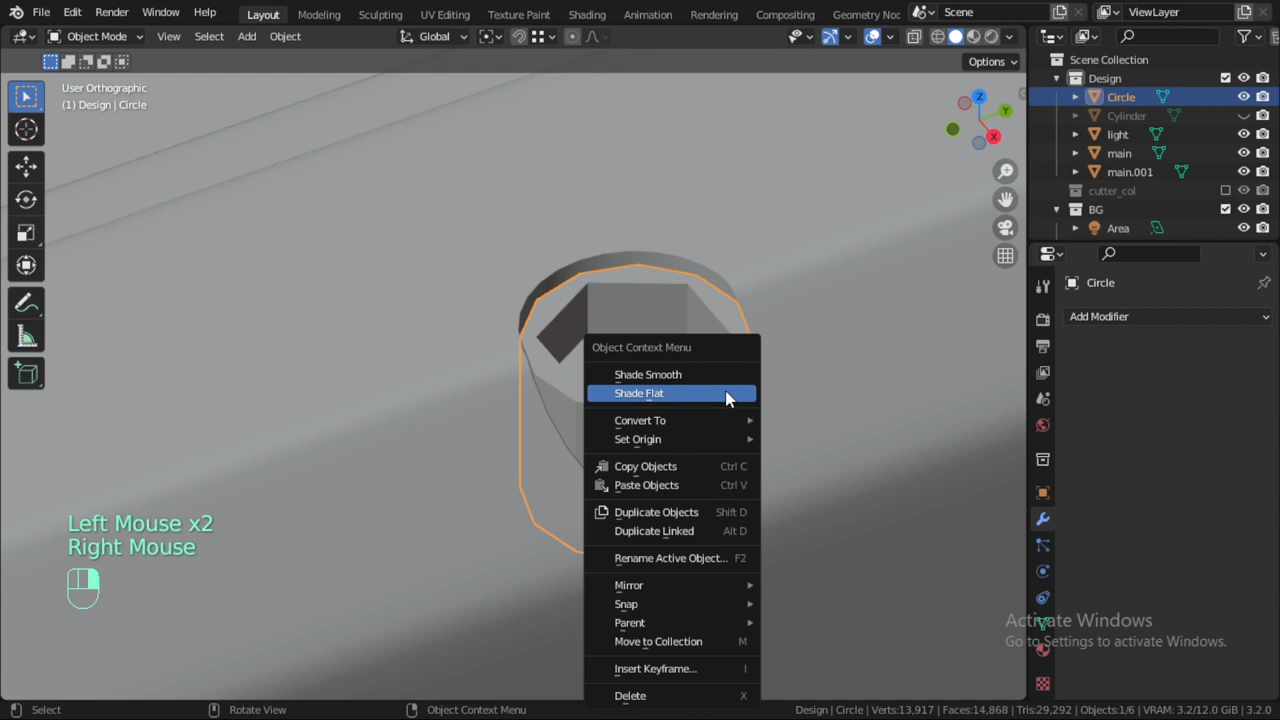 File Edit Render Window Help Layout Modeling Sculpting UV Editing Texture Paint Shading Animation Rendering Compositing Geometry Noc Scene ViewLayer
Object Mode View Select Add Object Global
Options
User Orthographic
(1) Design | Circle
Z
Y
X
Scene Collection
Design
Circle
Cylinder
light
main
main.001
cutter_col
BG
Area
Circle
Add Modifier
Object Context Menu
Shade Smooth
Shade Flat
Convert To
Set Origin
Copy Objects Ctrl C
Paste Objects Ctrl V
Duplicate Objects Shift D
Duplicate Linked Alt D
Rename Active Object... F2
Mirror
Snap
Parent
Move to Collection M
Insert Keyframe... I
Delete X
Left Mouse x2
Right Mouse
Activate Windows
Go to Settings to activate Windows.
Select Rotate View Object Context Menu Design | Circle | Verts:13,917 | Faces:14,868 | Tris:29,292 | Objects:1/6 | VRAM: 3.2/12.0 GiB | 3.2.0